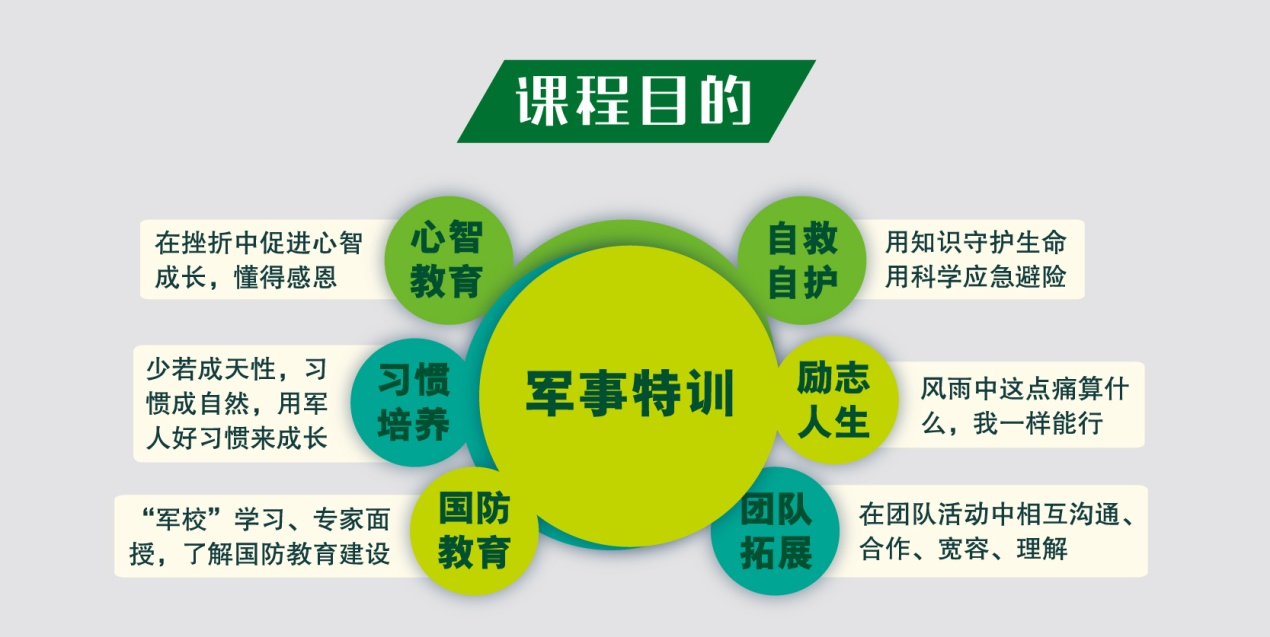 课程目的
在挫折中促进心智
成长，懂得感恩
心智
教育
自救
自护
用知识守护生命
用科学应急避险
少若成天性，习
惯成自然，用军
人好习惯来成长
习惯
培养
军事特训
励志
人生
风雨中这点痛算什
么，我一样能行
“军校”学习、专家面
授，了解国防教育建设
国防
教育
团队
拓展
在团队活动中相互沟通、
合作、宽容、理解